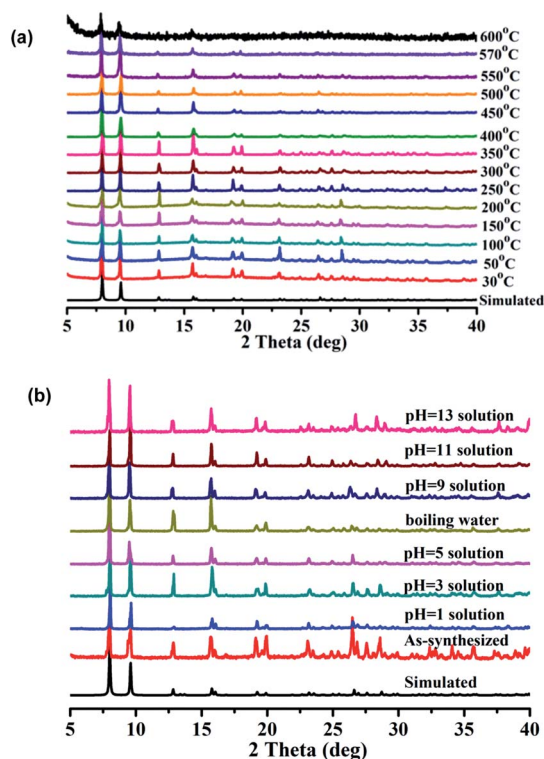 (a)
600°C
570°C
550°C
500°C
450°C
400°C
350°C
300°C
250°C
200°C
150°C
100°C
50°C
30°C
Simulated
5 10 15 20 25 30 35 40
2 Theta (deg)
(b)
pH=13 solution
pH=11 solution
pH=9 solution
boiling water
pH=5 solution
pH=3 solution
pH=1 solution
As-synthesized
Simulated
5 10 15 20 25 30 35 40
2 Theta (deg)